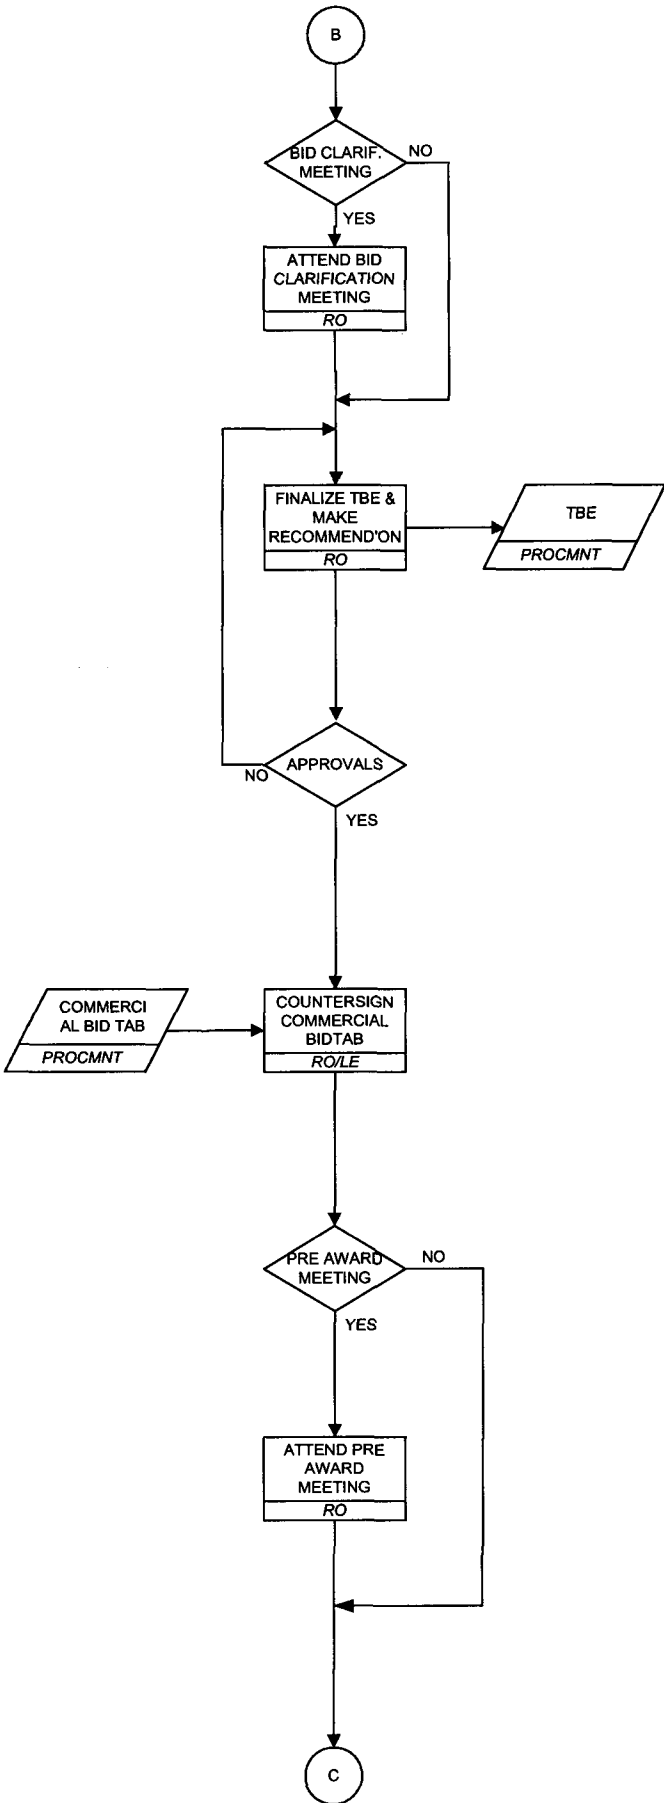 B
BID CLARIF.
MEETING
NO
YES
ATTEND BID
CLARIFICATION
MEETING
RO
FINALIZE TBE &
MAKE
RECOMMEND'ON
RO
TBE
PROCMNT
APPROVALS
NO
YES
COMMERCI
AL BID TAB
PROCMNT
COUNTERSIGN
COMMERCIAL
BIDTAB
RO/LE
PRE AWARD
MEETING
NO
YES
ATTEND PRE
AWARD
MEETING
RO
C